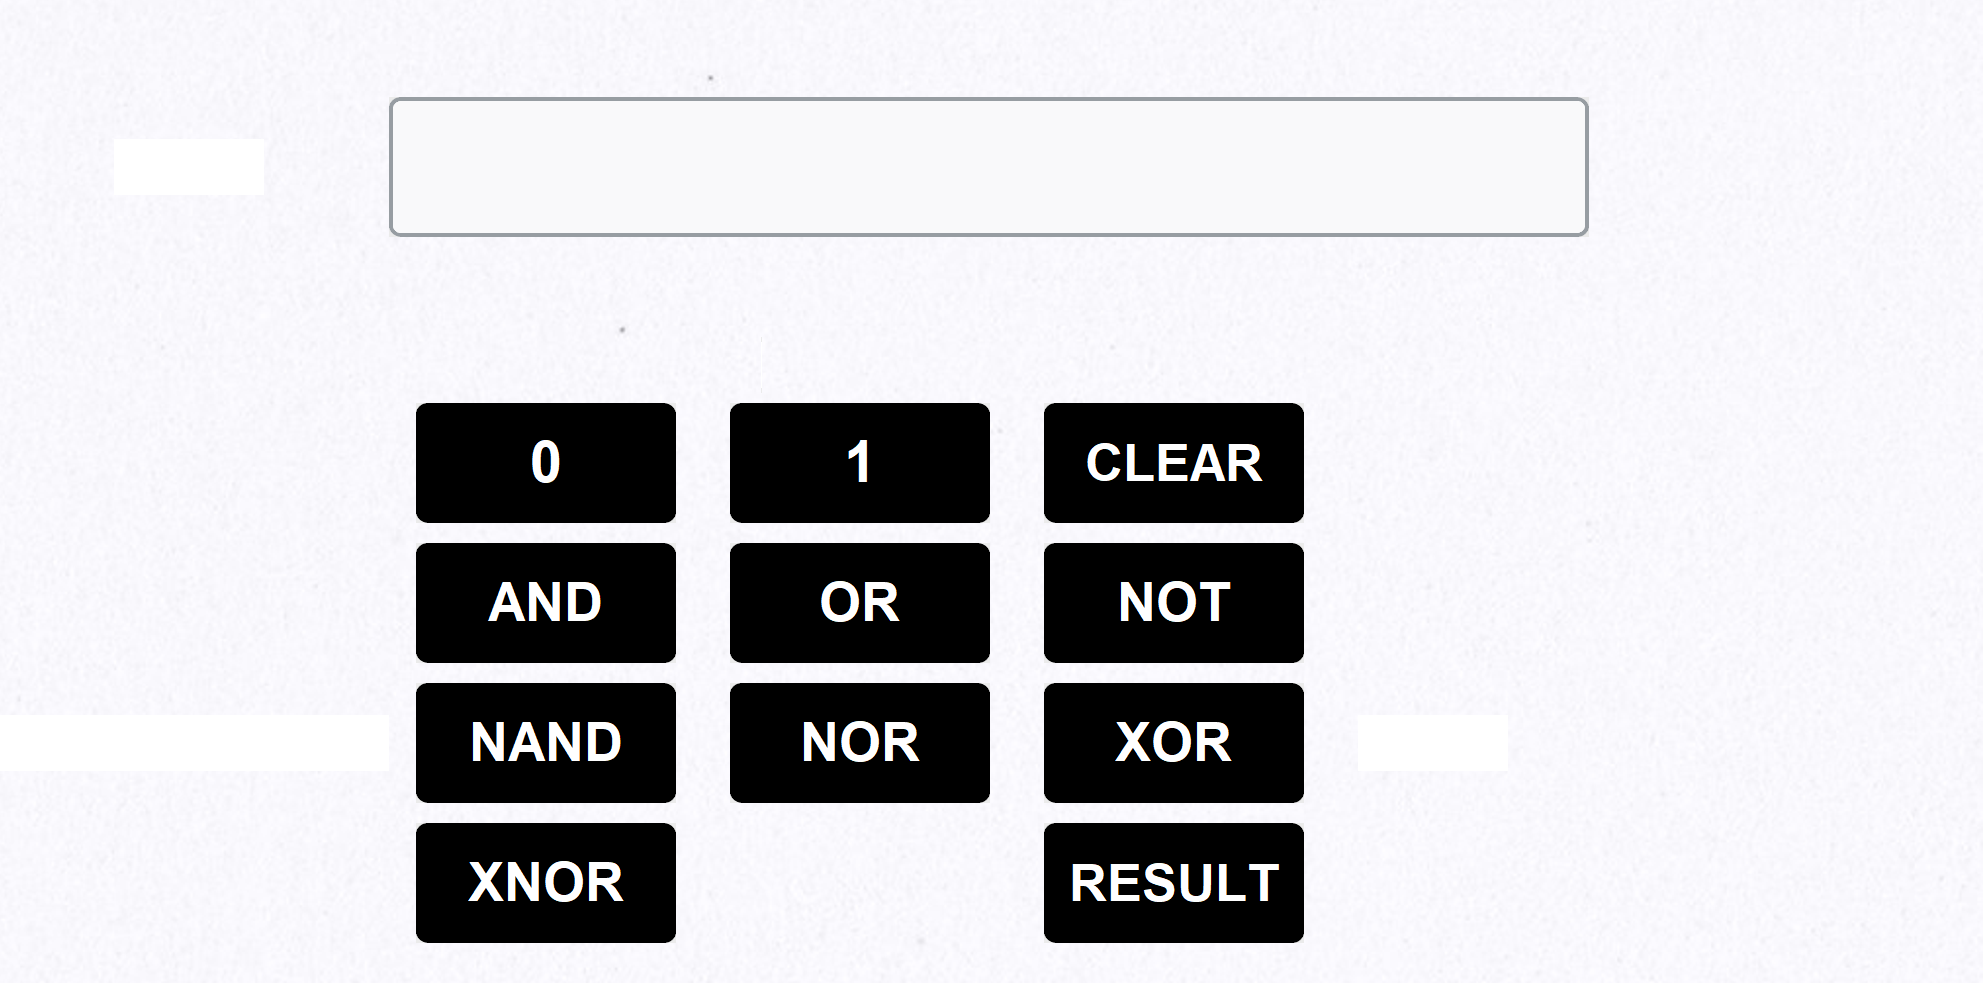 0 1 CLEAR
AND OR NOT
NAND NOR XOR
XNOR RESULT